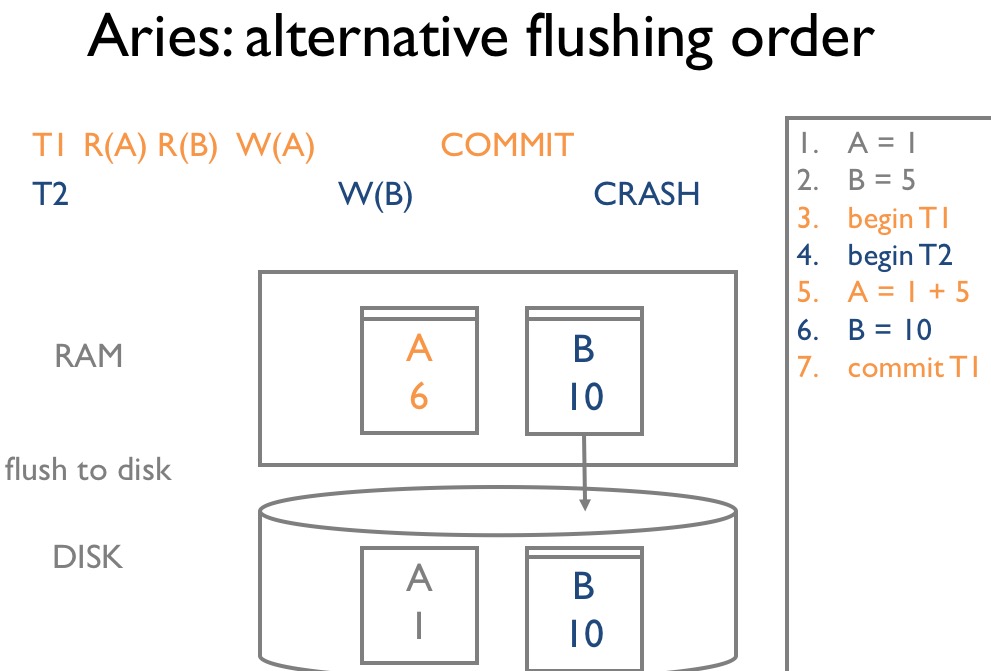 Aries: alternative flushing order
T1 R(A) R(B) W(A) COMMIT
T2 W(B) CRASH
1. A = 1
2. B = 5
3. begin T1
4. begin T2
5. A = 1 + 5
6. B = 10
7. commit T1
RAM
A
6
B
10
flush to disk
DISK
A
1
B
10